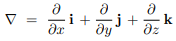 ∇ = ∂/∂x i + ∂/∂y j + ∂/∂z k